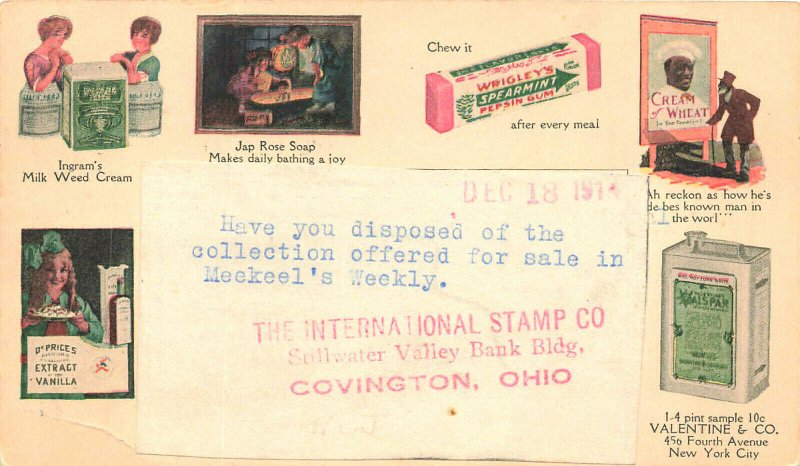 Chew it
WRIGLEY'S
SPEARMINT
PEPSIN GUM
after every meal
CREAM
of WHEAT
Ingram's
Milk Weed Cream
Jap Rose Soap
Makes daily bathing a joy
Ah reckon as how he's
de bes known man in
the worl'"
DEC 18 1914
Have you disposed of the
collection offered for sale in
Meekeel's Weekly.
THE INTERNATIONAL STAMP CO
Stillwater Valley Bank Bldg,
COVINGTON, OHIO
Dr PRICE'S
EXTRACT
VANILLA
VALSPAR
1-4 pint sample 10c
VALENTINE & CO.
456 Fourth Avenue
New York City